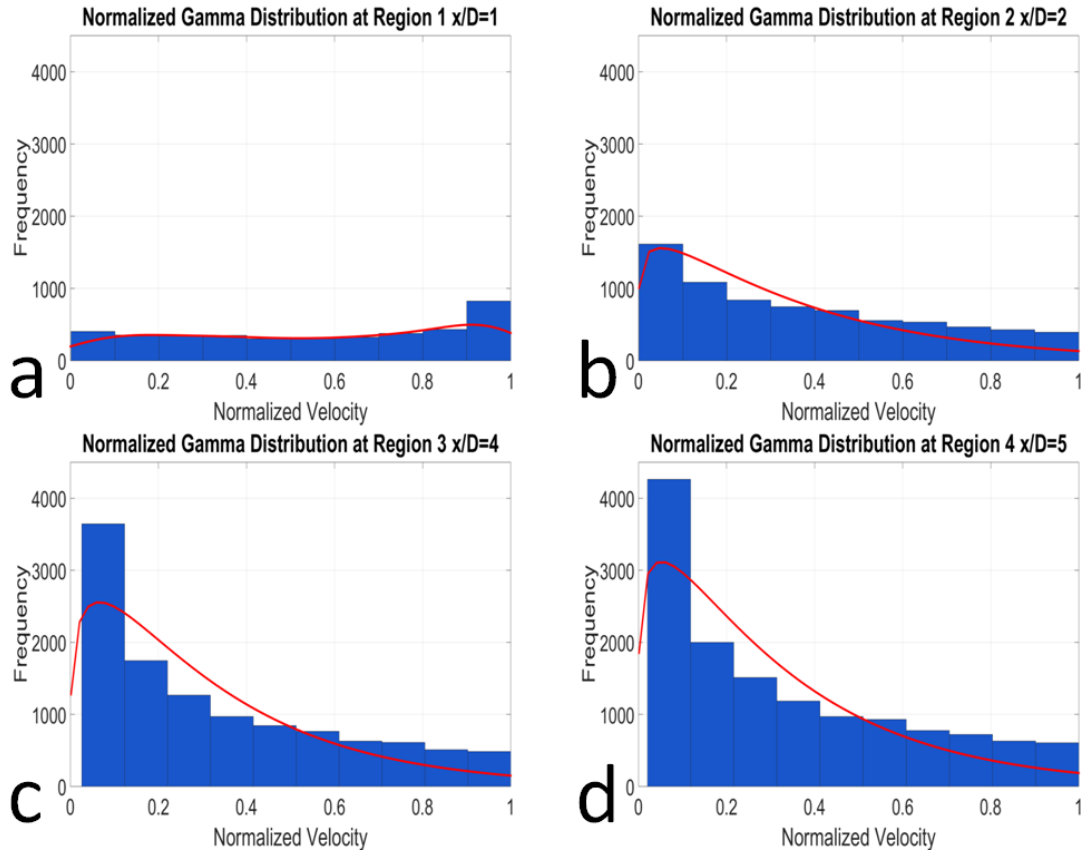 Normalized Gamma Distribution at Region 1 x/D=1
4000
3000
2000
1000
0
Frequency
0 0.2 0.4 0.6 0.8 1
Normalized Velocity
a
Normalized Gamma Distribution at Region 2 x/D=2
4000
3000
2000
1000
0
Frequency
0 0.2 0.4 0.6 0.8 1
Normalized Velocity
b
Normalized Gamma Distribution at Region 3 x/D=4
4000
3000
2000
1000
0
Frequency
0 0.2 0.4 0.6 0.8 1
Normalized Velocity
c
Normalized Gamma Distribution at Region 4 x/D=5
4000
3000
2000
1000
0
Frequency
0 0.2 0.4 0.6 0.8 1
Normalized Velocity
d